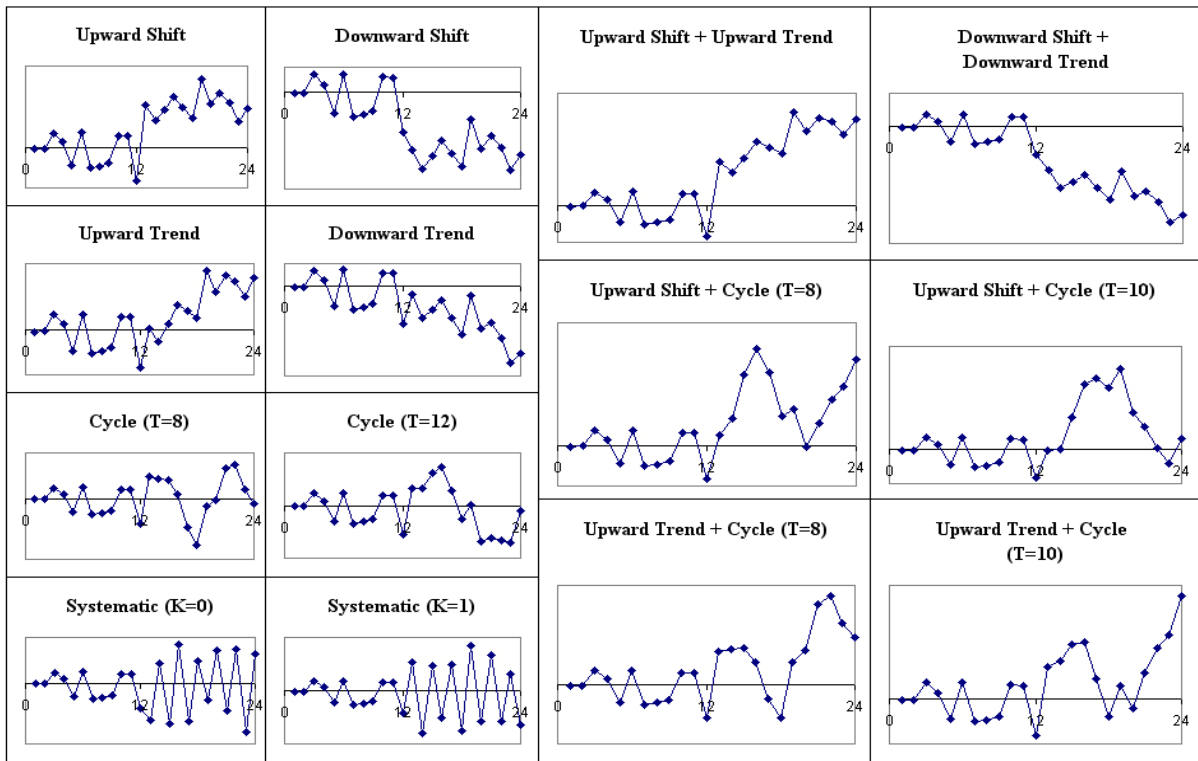 Upward Shift
0
12
24
Downward Shift
0
12
24
Upward Shift + Upward Trend
0
12
24
Downward Shift +
Downward Trend
0
12
24
Upward Trend
0
12
24
Downward Trend
0
12
24
Upward Shift + Cycle (T=8)
0
12
24
Upward Shift + Cycle (T=10)
0
12
24
Cycle (T=8)
0
12
24
Cycle (T=12)
0
12
24
Upward Trend + Cycle (T=8)
0
12
24
Upward Trend + Cycle
(T=10)
0
12
24
Systematic (K=0)
0
12
24
Systematic (K=1)
0
12
24